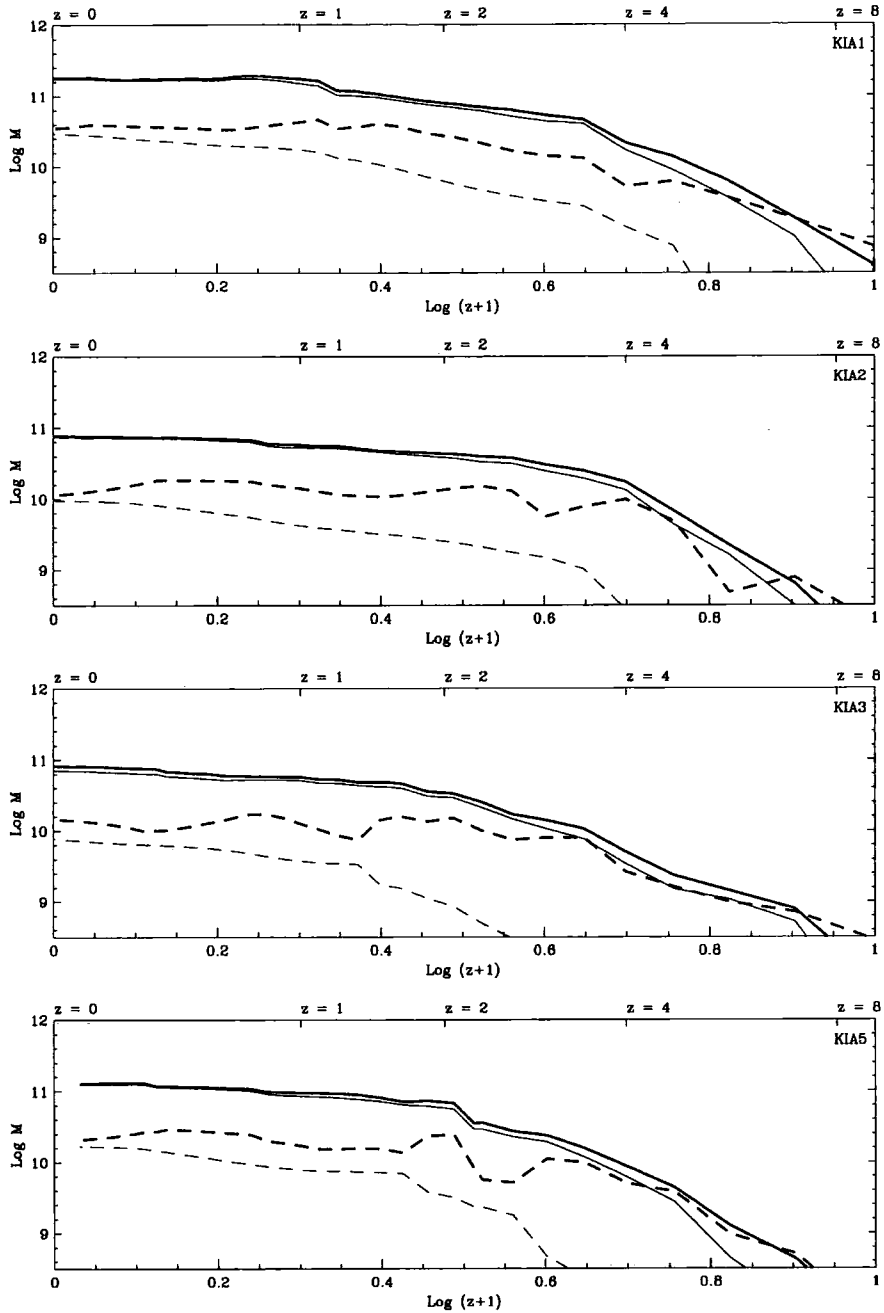 z = 0 z = 1 z = 2 z = 4 z = 8
12
KIA1
11
Log M
10
9
0 0.2 0.4 0.6 0.8 1
Log (z+1)
z = 0 z = 1 z = 2 z = 4 z = 8
12
KIA2
11
Log M
10
9
0 0.2 0.4 0.6 0.8 1
Log (z+1)
z = 0 z = 1 z = 2 z = 4 z = 8
12
KIA3
11
Log M
10
9
0 0.2 0.4 0.6 0.8 1
Log (z+1)
z = 0 z = 1 z = 2 z = 4 z = 8
12
KIA5
11
Log M
10
9
0 0.2 0.4 0.6 0.8 1
Log (z+1)